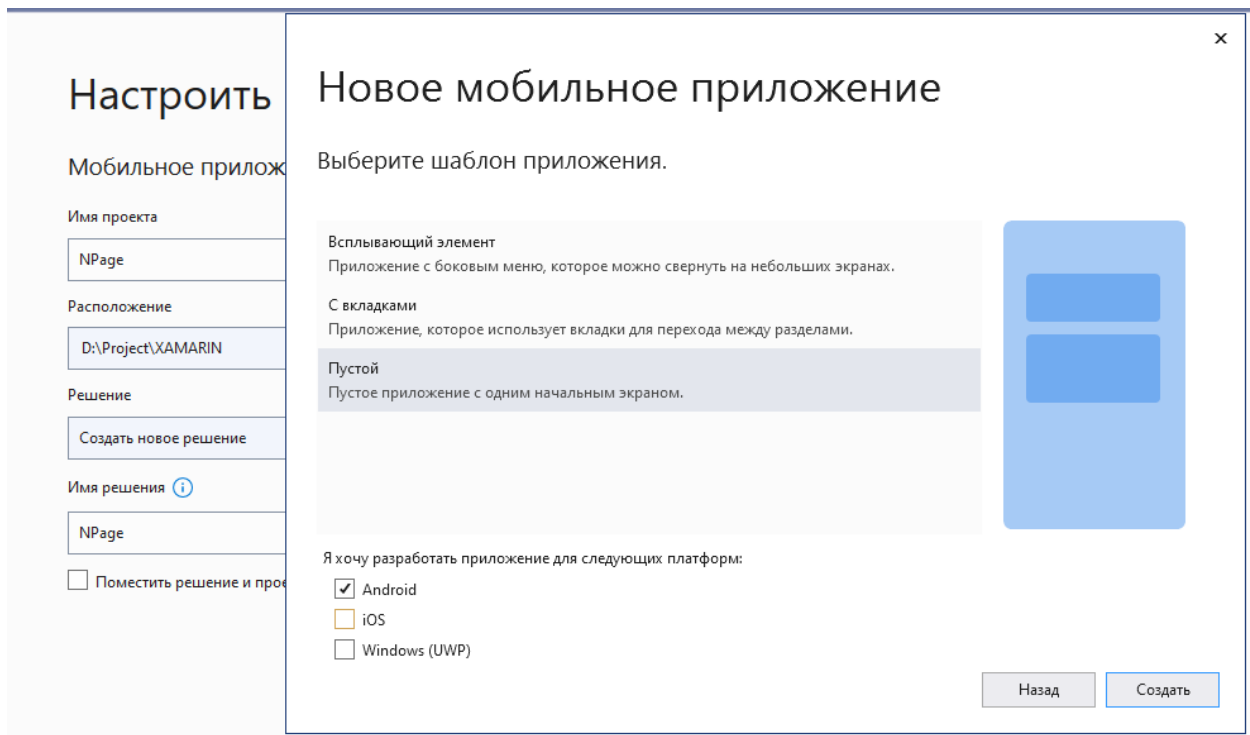 Настроить
Мобильное прилож
Имя проекта
NPage
Расположение
D:\Project\XAMARIN
Решение
Создать новое решение
Имя решения
NPage
Поместить решение и прое
Новое мобильное приложение
Выберите шаблон приложения.
Всплывающий элемент
Приложение с боковым меню, которое можно свернуть на небольших экранах.
С вкладками
Приложение, которое использует вкладки для перехода между разделами.
Пустой
Пустое приложение с одним начальным экраном.
Я хочу разработать приложение для следующих платформ:
Android
iOS
Windows (UWP)
Назад
Создать